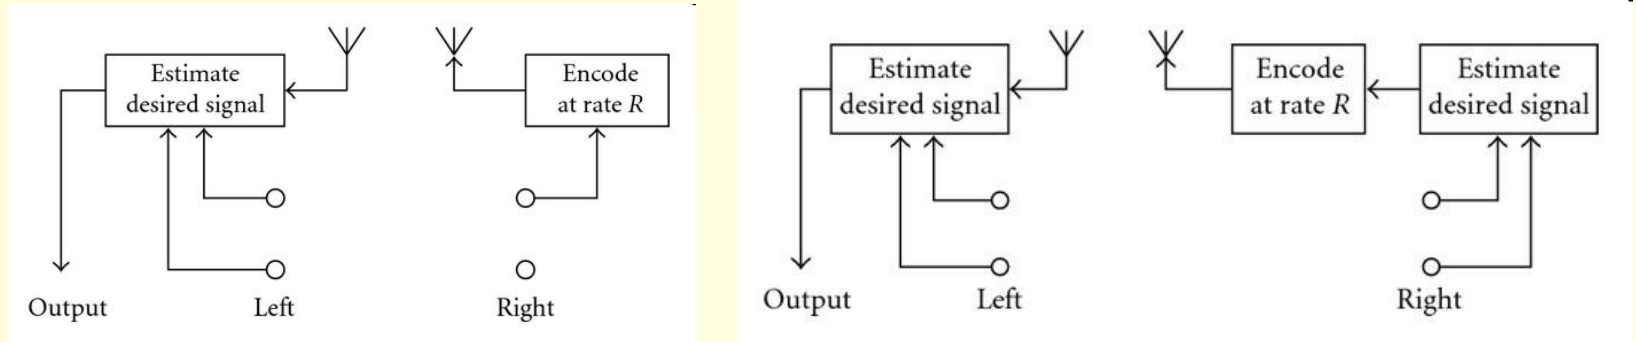 Estimate
desired signal
Encode
at rate R
Output
Left
Right
Estimate
desired signal
Encode
at rate R
Estimate
desired signal
Output
Left
Right